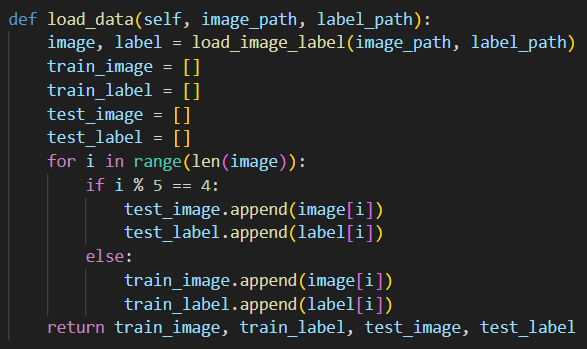 def load_data(self, image_path, label_path):
    image, label = load_image_label(image_path, label_path)
    train_image = []
    train_label = []
    test_image = []
    test_label = []
    for i in range(len(image)):
        if i % 5 == 4:
            test_image.append(image[i])
            test_label.append(label[i])
        else:
            train_image.append(image[i])
            train_label.append(label[i])
    return train_image, train_label, test_image, test_label